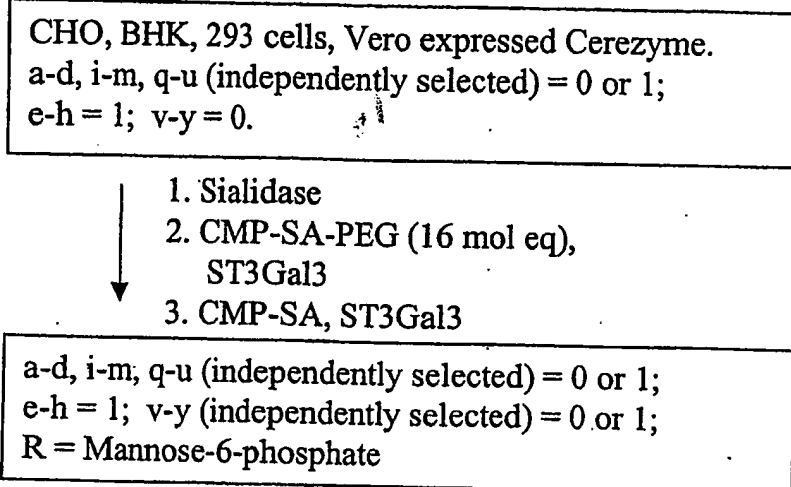 CHO, BHK, 293 cells, Vero expressed Cerezyme.
a-d, i-m, q-u (independently selected) = 0 or 1;
e-h = 1; v-y = 0.
1. Sialidase
2. CMP-SA-PEG (16 mol eq),
ST3Gal3
3. CMP-SA, ST3Gal3
a-d, i-m, q-u (independently selected) = 0 or 1;
e-h = 1; v-y (independently selected) = 0 or 1;
R = Mannose-6-phosphate